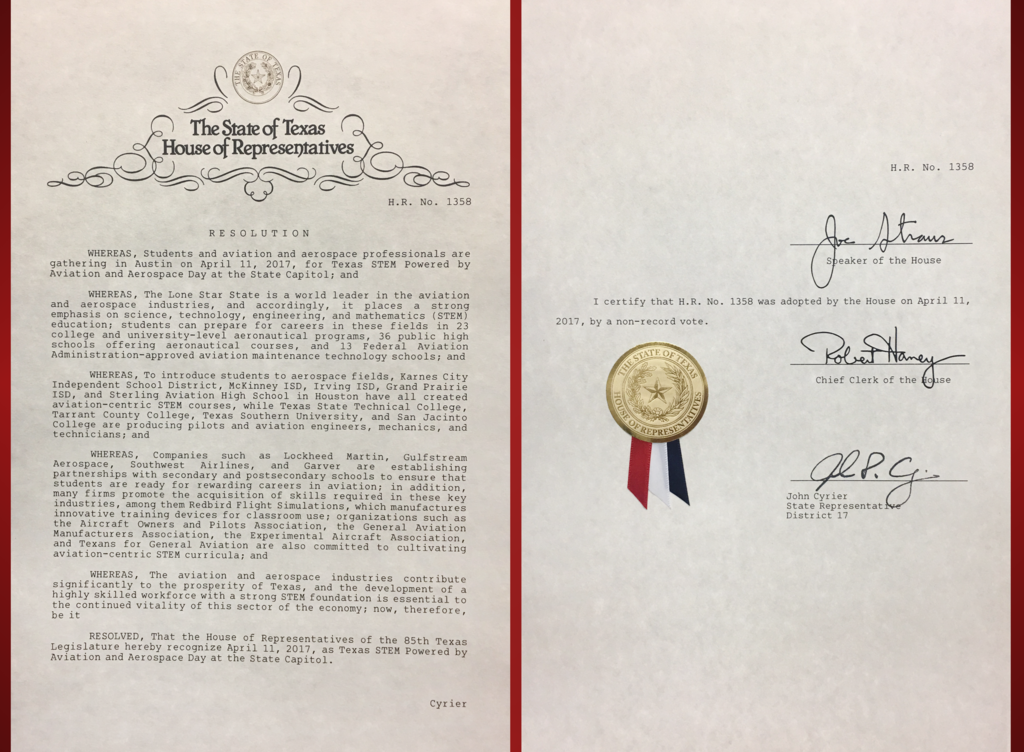 THE STATE OF TEXAS
The State of Texas
House of Representatives
H.R. No. 1358
RESOLUTION
WHEREAS, Students and aviation and aerospace professionals are
gathering in Austin on April 11, 2017, for Texas STEM Powered by
Aviation and Aerospace Day at the State Capitol; and
WHEREAS, The Lone Star State is a world leader in the aviation
and aerospace industries, and accordingly, it places a strong
emphasis on science, technology, engineering, and mathematics (STEM)
education; students can prepare for careers in these fields in 23
college and university-level aeronautical programs, 36 public high
schools offering aeronautical courses, and 13 Federal Aviation
Administration-approved aviation maintenance technology schools; and
WHEREAS, To introduce students to aerospace fields, Karnes City
Independent School District, McKinney ISD, Irving ISD, Grand Prairie
ISD, and Sterling Aviation High School in Houston have all created
aviation-centric STEM courses, while Texas State Technical College,
Tarrant County College, Texas Southern University, and San Jacinto
College are producing pilots and aviation engineers, mechanics, and
technicians; and
WHEREAS, Companies such as Lockheed Martin, Gulfstream
Aerospace, Southwest Airlines, and Garver are establishing
partnerships with secondary and postsecondary schools to ensure that
students are ready for rewarding careers in aviation; in addition,
many firms promote the acquisition of skills required in these key
industries, among them Redbird Flight Simulations, which manufactures
innovative training devices for classroom use; organizations such as
the Aircraft Owners and Pilots Association, the General Aviation
Manufacturers Association, the Experimental Aircraft Association,
and Texans for General Aviation are also committed to cultivating
aviation-centric STEM curricula; and
WHEREAS, The aviation and aerospace industries contribute
significantly to the prosperity of Texas, and the development of a
highly skilled workforce with a strong STEM foundation is essential to
the continued vitality of this sector of the economy; now, therefore,
be it
RESOLVED, That the House of Representatives of the 85th Texas
Legislature hereby recognize April 11, 2017, as Texas STEM Powered by
Aviation and Aerospace Day at the State Capitol.
Cyrier
H.R. No. 1358
Joe Straus
Speaker of the House
I certify that H.R. No. 1358 was adopted by the House on April 11,
2017, by a non-record vote.
Robert Haney
Chief Clerk of the House
THE STATE OF TEXAS
HOUSE OF REPRESENTATIVES
John Cyrier
State Representative
District 17